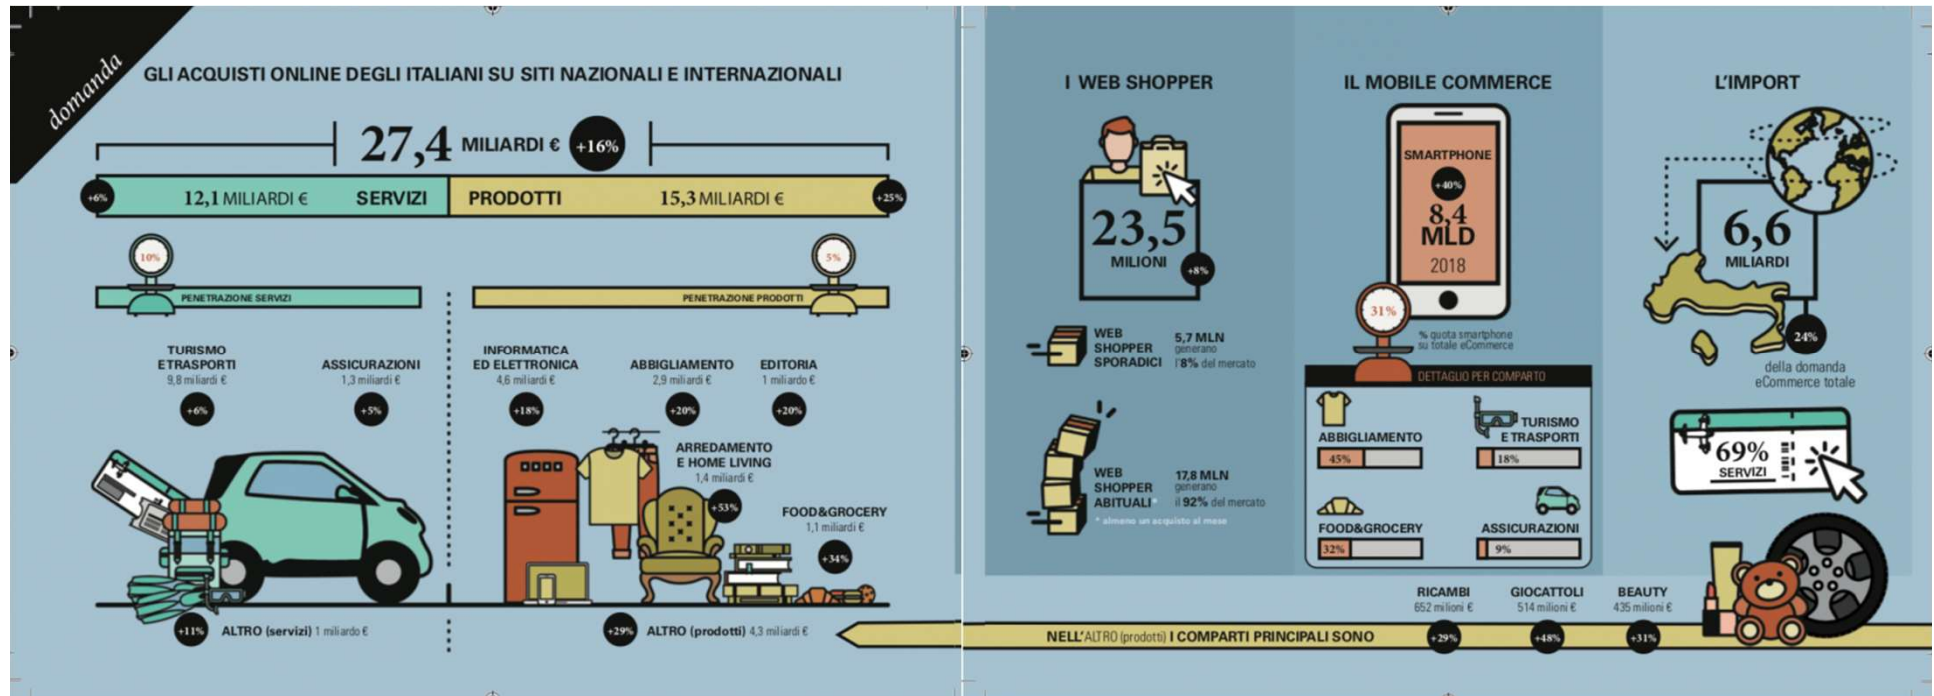 domanda
GLI ACQUISTI ONLINE DEGLI ITALIANI SU SITI NAZIONALI E INTERNAZIONALI
27,4 MILIARDI € +16%
+6% 12,1 MILIARDI € SERVIZI PRODOTTI 15,3 MILIARDI € +25%
10%
PENETRAZIONE SERVIZI
5%
PENETRAZIONE PRODOTTI
TURISMO
E TRASPORTI
9,8 miliardi €
+6%
ASSICURAZIONI
1,3 miliardi €
+5%
INFORMATICA
ED ELETTRONICA
4,6 miliardi €
+18%
ABBIGLIAMENTO
2,9 miliardi €
+20%
EDITORIA
1 miliardo €
+20%
ARREDAMENTO
E HOME LIVING
1,4 miliardi €
+53%
FOOD&GROCERY
1,1 miliardi €
+34%
+11% ALTRO (servizi) 1 miliardo €
+29% ALTRO (prodotti) 4,3 miliardi €
I WEB SHOPPER
23,5
MILIONI
+8%
WEB
SHOPPER
SPORADICI
5,7 MLN
generano
l'8% del mercato
WEB
SHOPPER
ABITUALI*
17,8 MLN
generano
il 92% del mercato
* almeno un acquisto al mese
IL MOBILE COMMERCE
SMARTPHONE
+40%
8,4
MLD
2018
31%
% quota smartphone
su totale eCommerce
DETTAGLIO PER COMPARTO
ABBIGLIAMENTO
45%
TURISMO
E TRASPORTI
18%
FOOD&GROCERY
32%
ASSICURAZIONI
9%
L'IMPORT
6,6
MILIARDI
24%
della domanda
eCommerce totale
69%
SERVIZI
NELL'ALTRO (prodotti) I COMPARTI PRINCIPALI SONO
RICAMBI
652 milioni €
+29%
GIOCATTOLI
514 milioni €
+48%
BEAUTY
435 milioni €
+31%